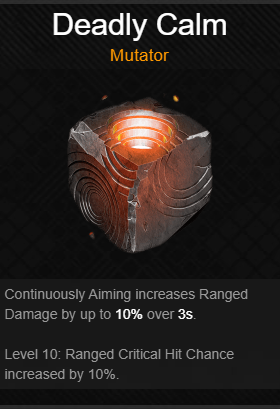 Deadly Calm
Mutator
Continuously Aiming increases Ranged
Damage by up to 10% over 3s.
Level 10: Ranged Critical Hit Chance
increased by 10%.